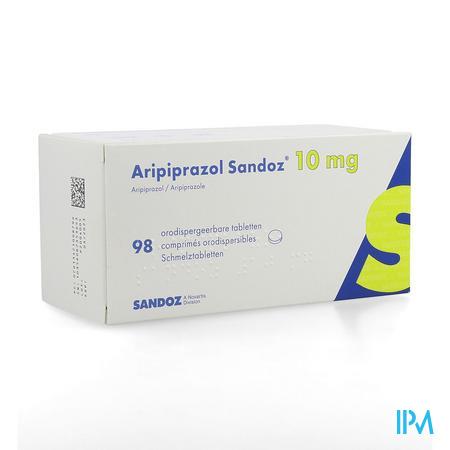 Aripiprazol Sandoz® 10 mg
Aripiprazol / Aripiprazole
98 orodispergeerbare tabletten
comprimés orodispersibles
Schmelztabletten
SANDOZ A Novartis
Division
S
IPM